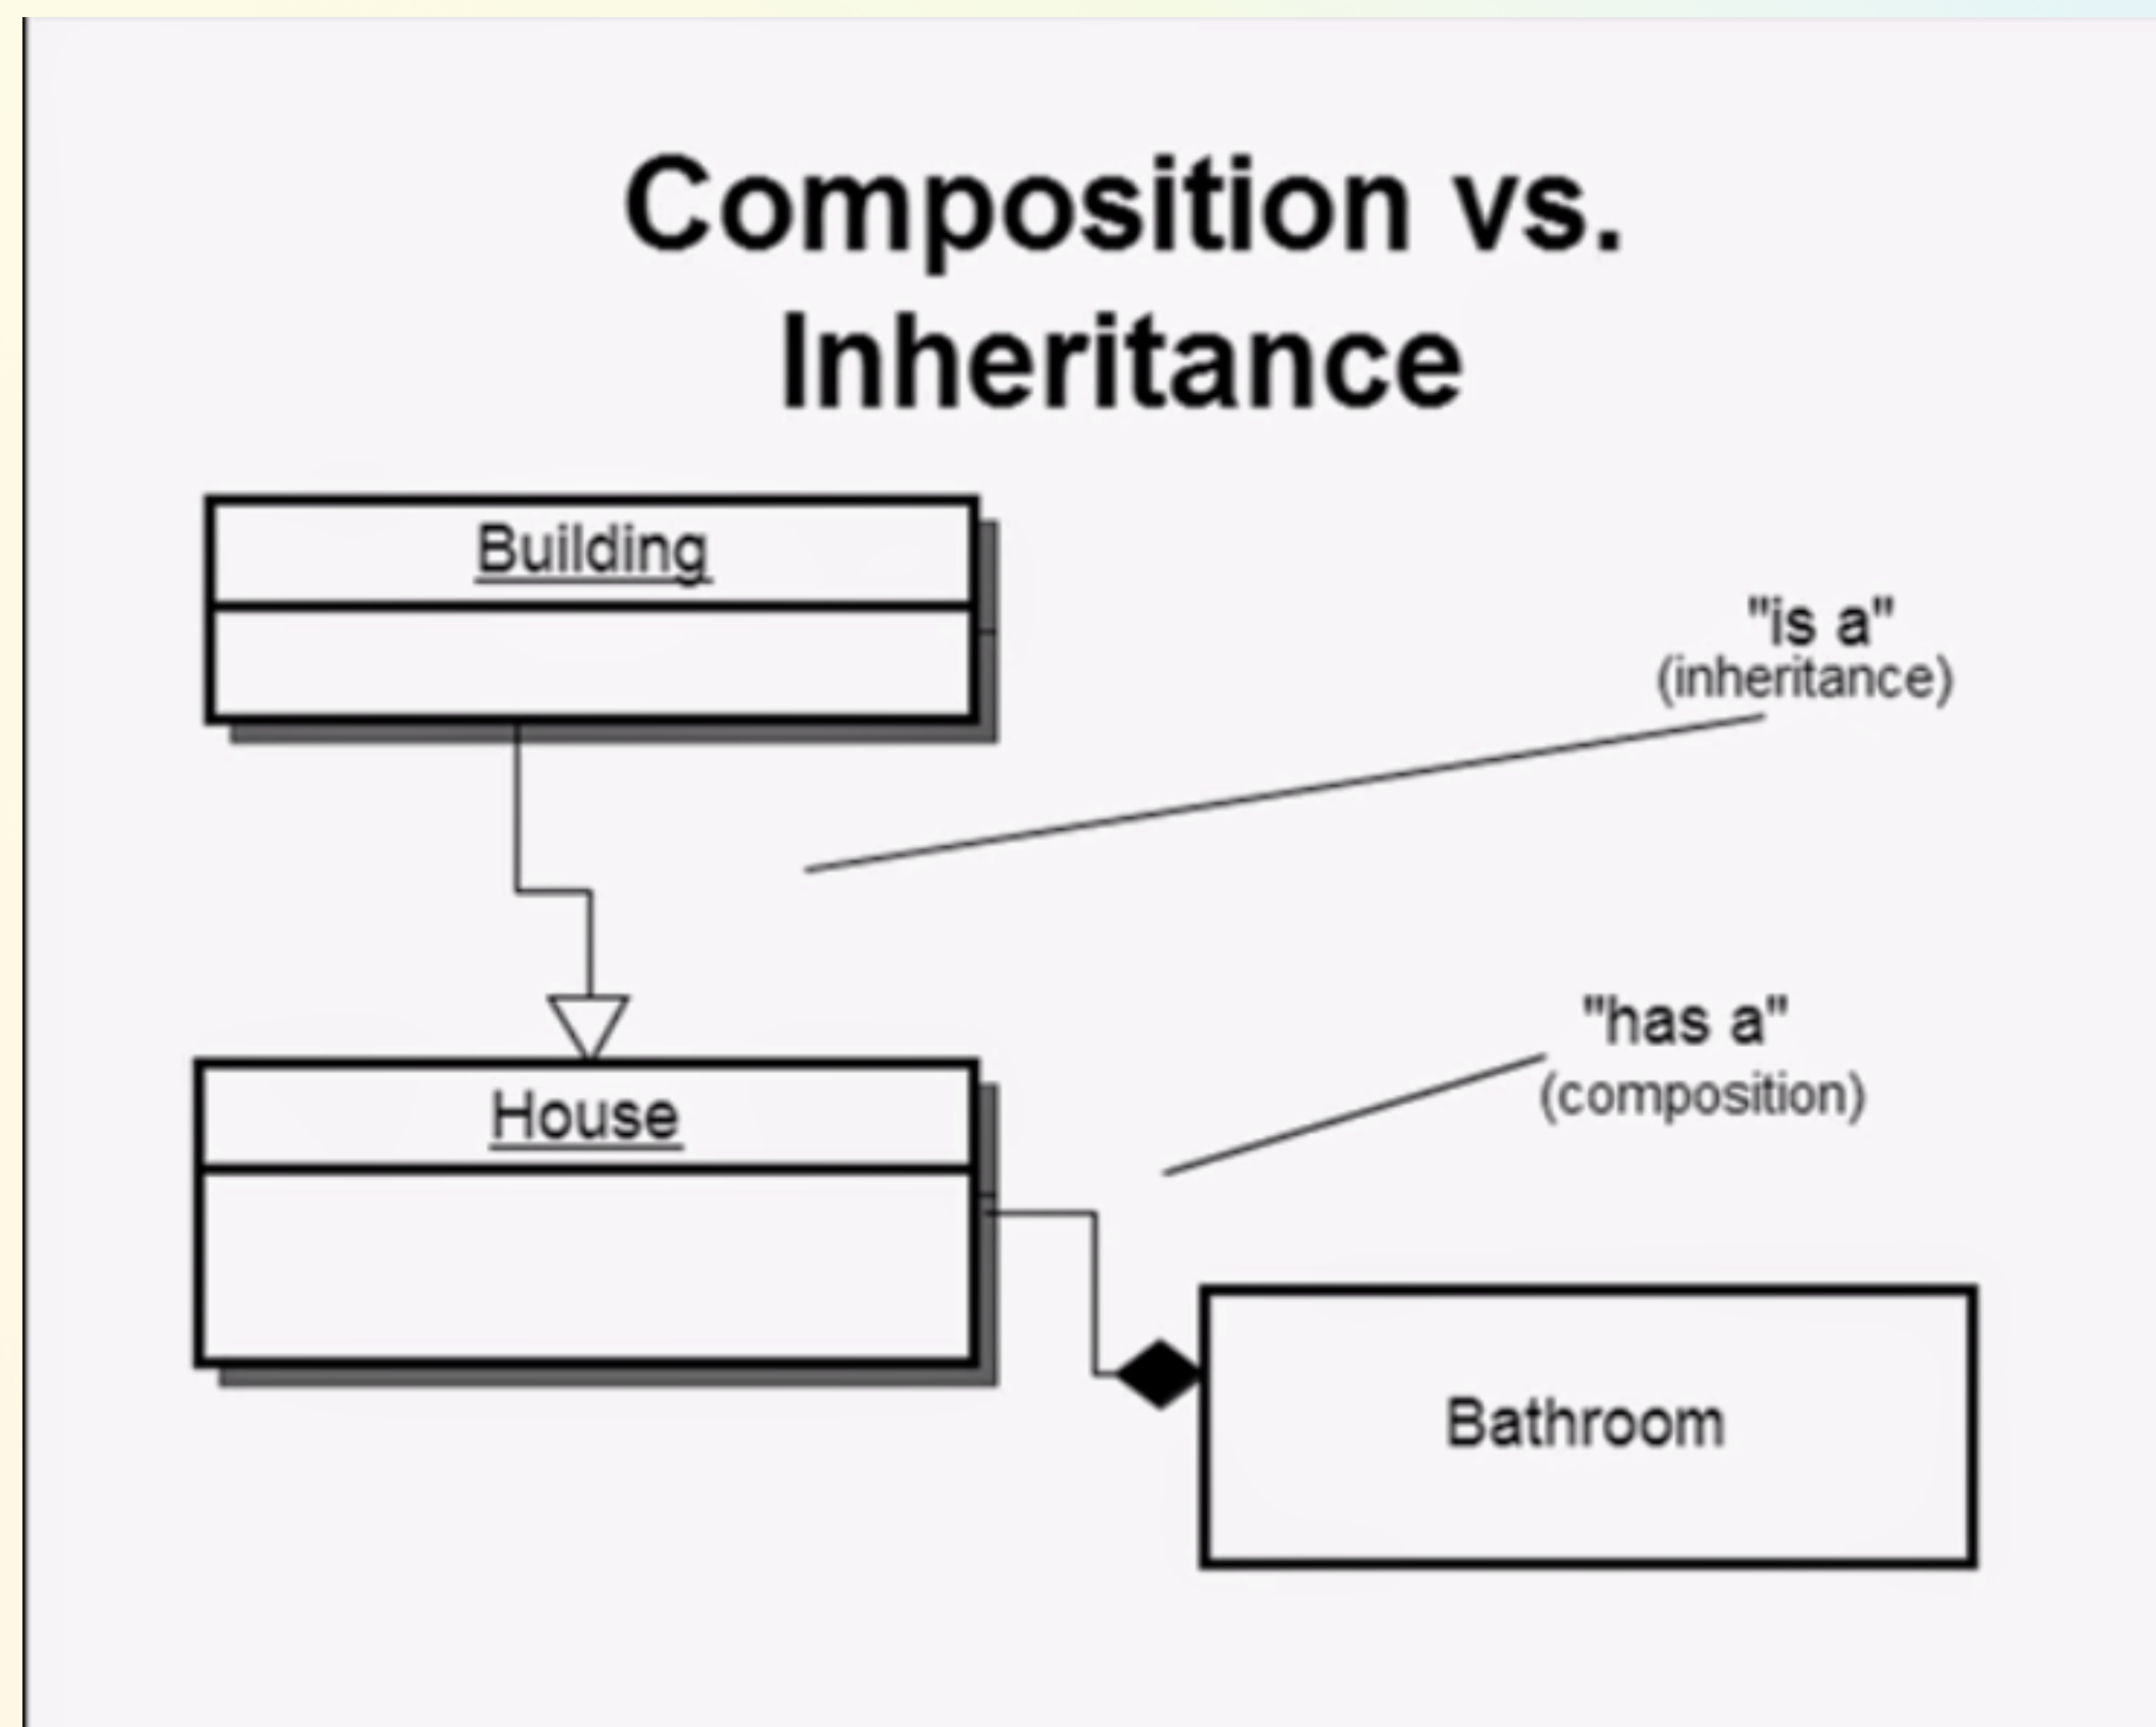 Composition vs.
Inheritance
Building
"is a"
(inheritance)
"has a"
(composition)
House
Bathroom